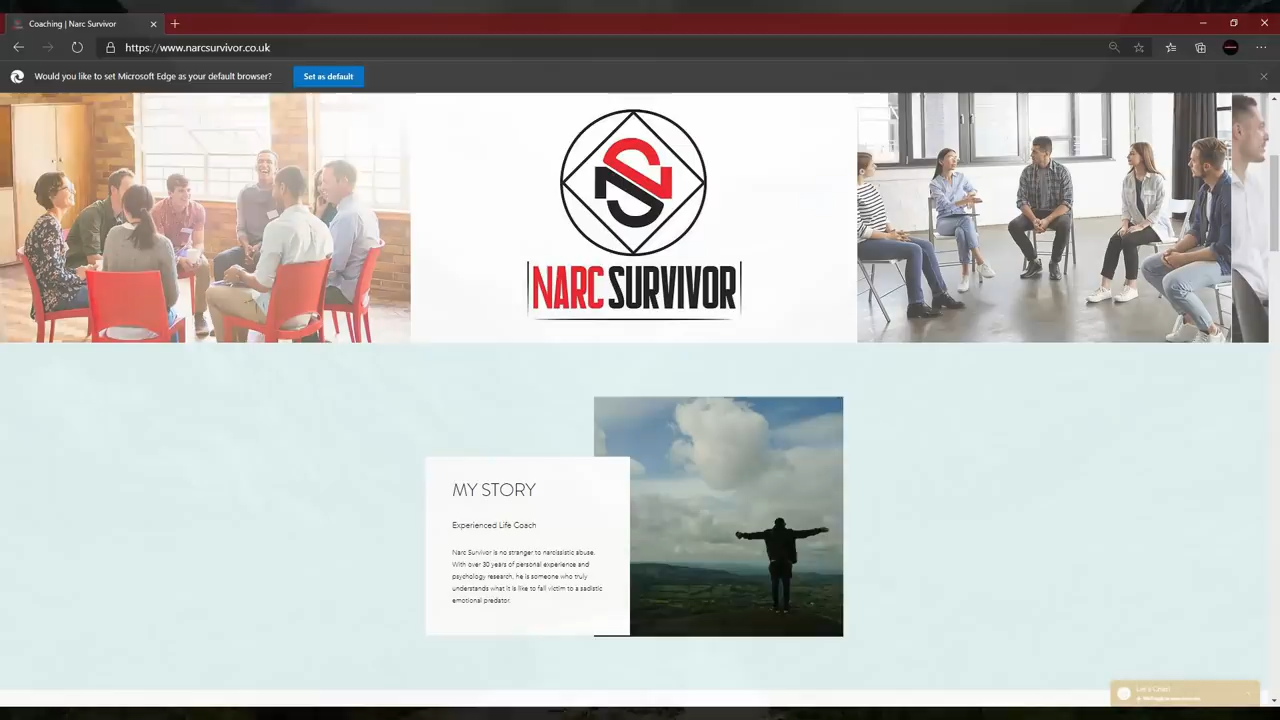 Coaching | Narc Survivor
https://www.narcsurvivor.co.uk
Would you like to set Microsoft Edge as your default browser?
Set as default
NARC SURVIVOR
MY STORY
Experienced Life Coach
Narc Survivor is no stranger to narcissistic abuse.
With over 30 years of personal experience and
psychology research, he is someone who truly
understands what it is like to fall victim to a sadistic
emotional predator.
Let's Chat!